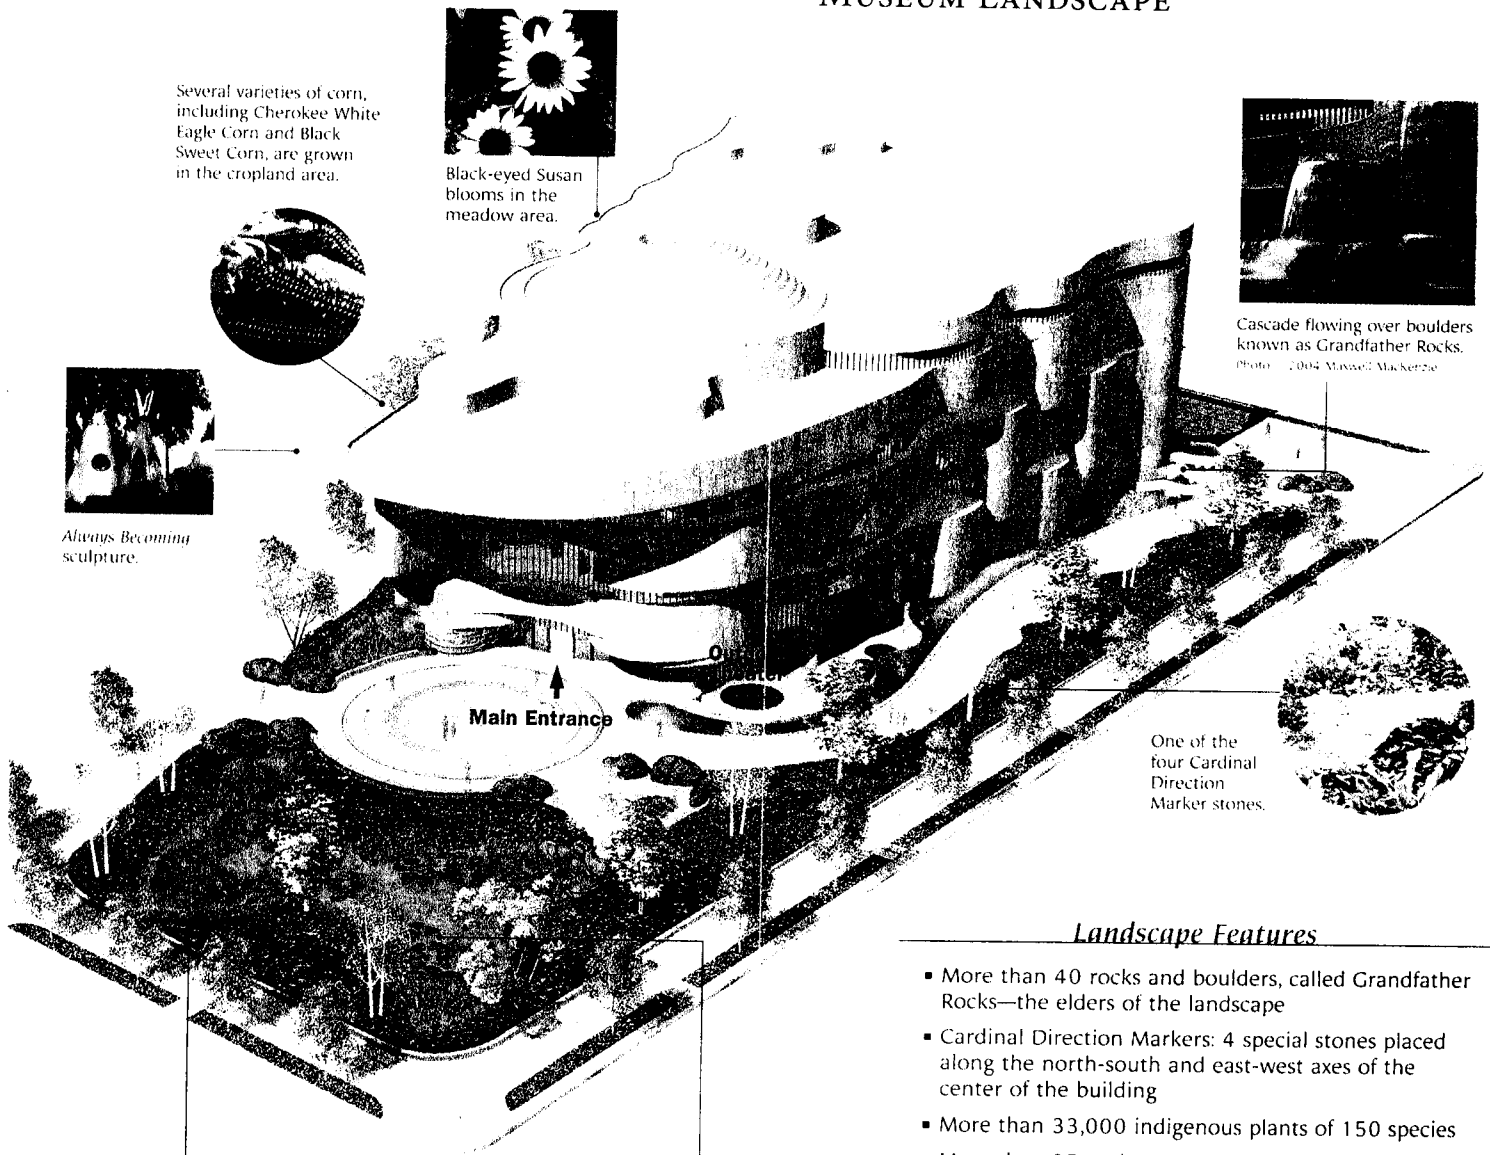 MUSEUM LANDSCAPE
Several varieties of corn,
including Cherokee White
Eagle Corn and Black
Sweet Corn, are grown
in the cropland area.
Black-eyed Susan
blooms in the
meadow area.
Cascade flowing over boulders
known as Grandfather Rocks.
Photo 2004 Maxwell MacKenzie
Always Becoming
sculpture.
Main Entrance
One of the
four Cardinal
Direction
Marker stones.
Landscape Features
▪ More than 40 rocks and boulders, called Grandfather
Rocks—the elders of the landscape
▪ Cardinal Direction Markers: 4 special stones placed
along the north-south and east-west axes of the
center of the building
▪ More than 33,000 indigenous plants of 150 species